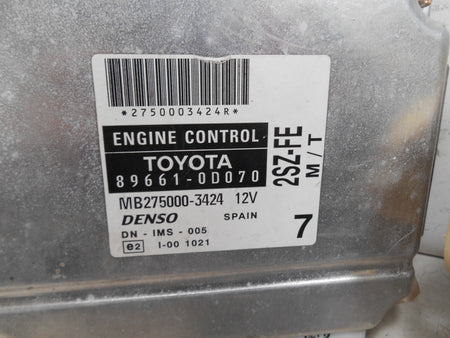 *2750003424R*
ENGINE CONTROL
TOYOTA
89661-0D070
MB275000-3424 12V
DENSO SPAIN
DN - IMS - 005
e2 I-00 1021
2SZ-FE
M/T
7